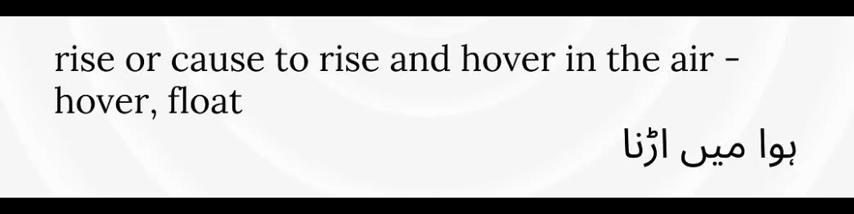 rise or cause to rise and hover in the air -
hover, float
ہوا میں اڑنا